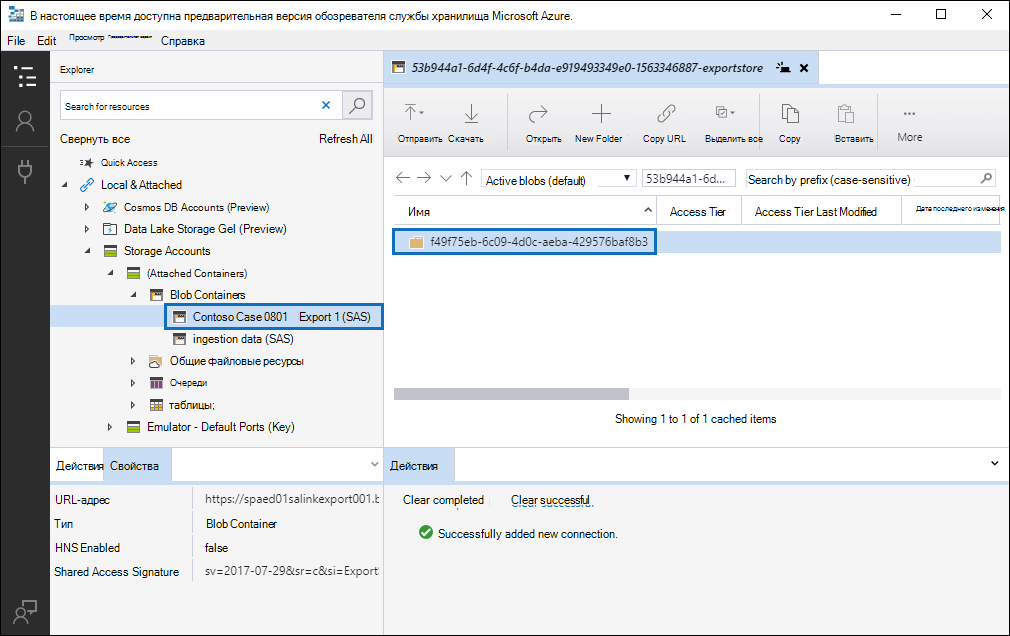 В настоящее время доступна предварительная версия обозревателя службы хранилища Microsoft Azure.
File Edit Просмотр Справка
Explorer
Search for resources
Свернуть все Refresh All
Quick Access
Local & Attached
Cosmos DB Accounts (Preview)
Data Lake Storage Gel (Preview)
Storage Accounts
(Attached Containers)
Blob Containers
Contoso Case 0801 Export 1 (SAS)
ingestion data (SAS)
Общие файловые ресурсы
Очереди
таблицы;
Emulator - Default Ports (Key)
Действия Свойства
URL-адрес https://spaed01salinkexport001.b
Тип Blob Container
HNS Enabled false
Shared Access Signature sv=2017-07-29&sr=c&si=Export
53b944a1-6d4f-4c6f-b4da-e919493349e0-1563346887-exportstore
Отправить Скачать Открыть New Folder Copy URL Выделить все Copy Вставить More
Active blobs (default) 53b944a1-6d... Search by prefix (case-sensitive)
Имя Access Tier Access Tier Last Modified Дата последнего изменения
f49f75eb-6c09-4d0c-aeba-429576baf8b3
Showing 1 to 1 of 1 cached items
Действия
Clear completed Clear successful
Successfully added new connection.